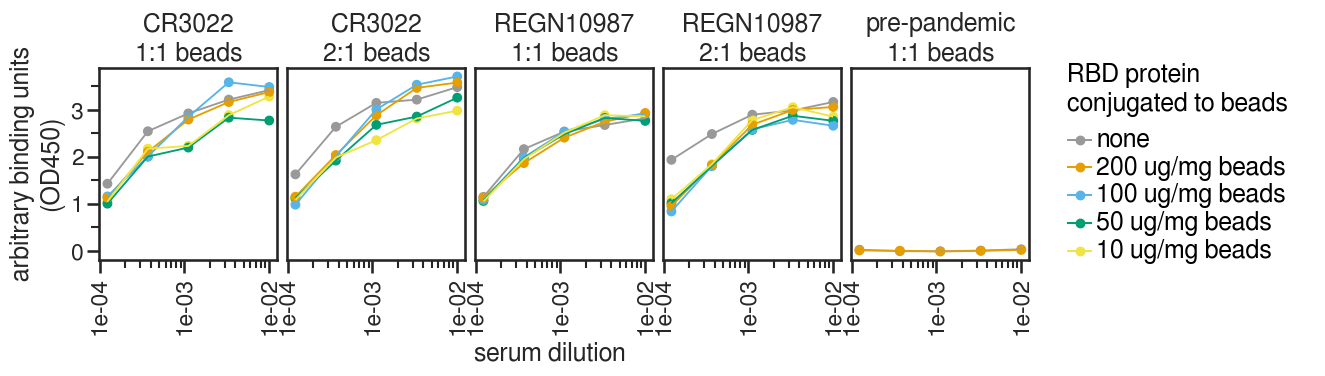 CR3022
1:1 beads
CR3022
2:1 beads
REGN10987
1:1 beads
REGN10987
2:1 beads
pre-pandemic
1:1 beads
arbitrary binding units
(OD450)
3
2
1
0
1e-04
1e-03
1e-02
1e-04
1e-03
1e-02
1e-04
1e-03
1e-02
1e-04
1e-03
1e-02
1e-04
1e-03
1e-02
serum dilution
RBD protein
conjugated to beads
none
200 ug/mg beads
100 ug/mg beads
50 ug/mg beads
10 ug/mg beads